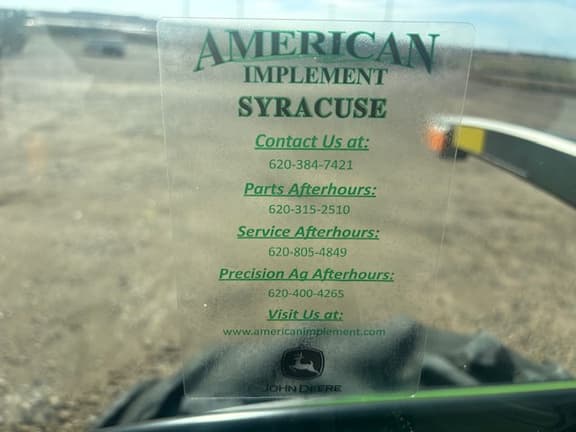 AMERICAN
IMPLEMENT
SYRACUSE
Contact Us at:
620-384-7421
Parts Afterhours:
620-315-2510
Service Afterhours:
620-805-4849
Precision Ag Afterhours:
620-400-4265
Visit Us at:
www.americanimplement.com
JOHN DEERE